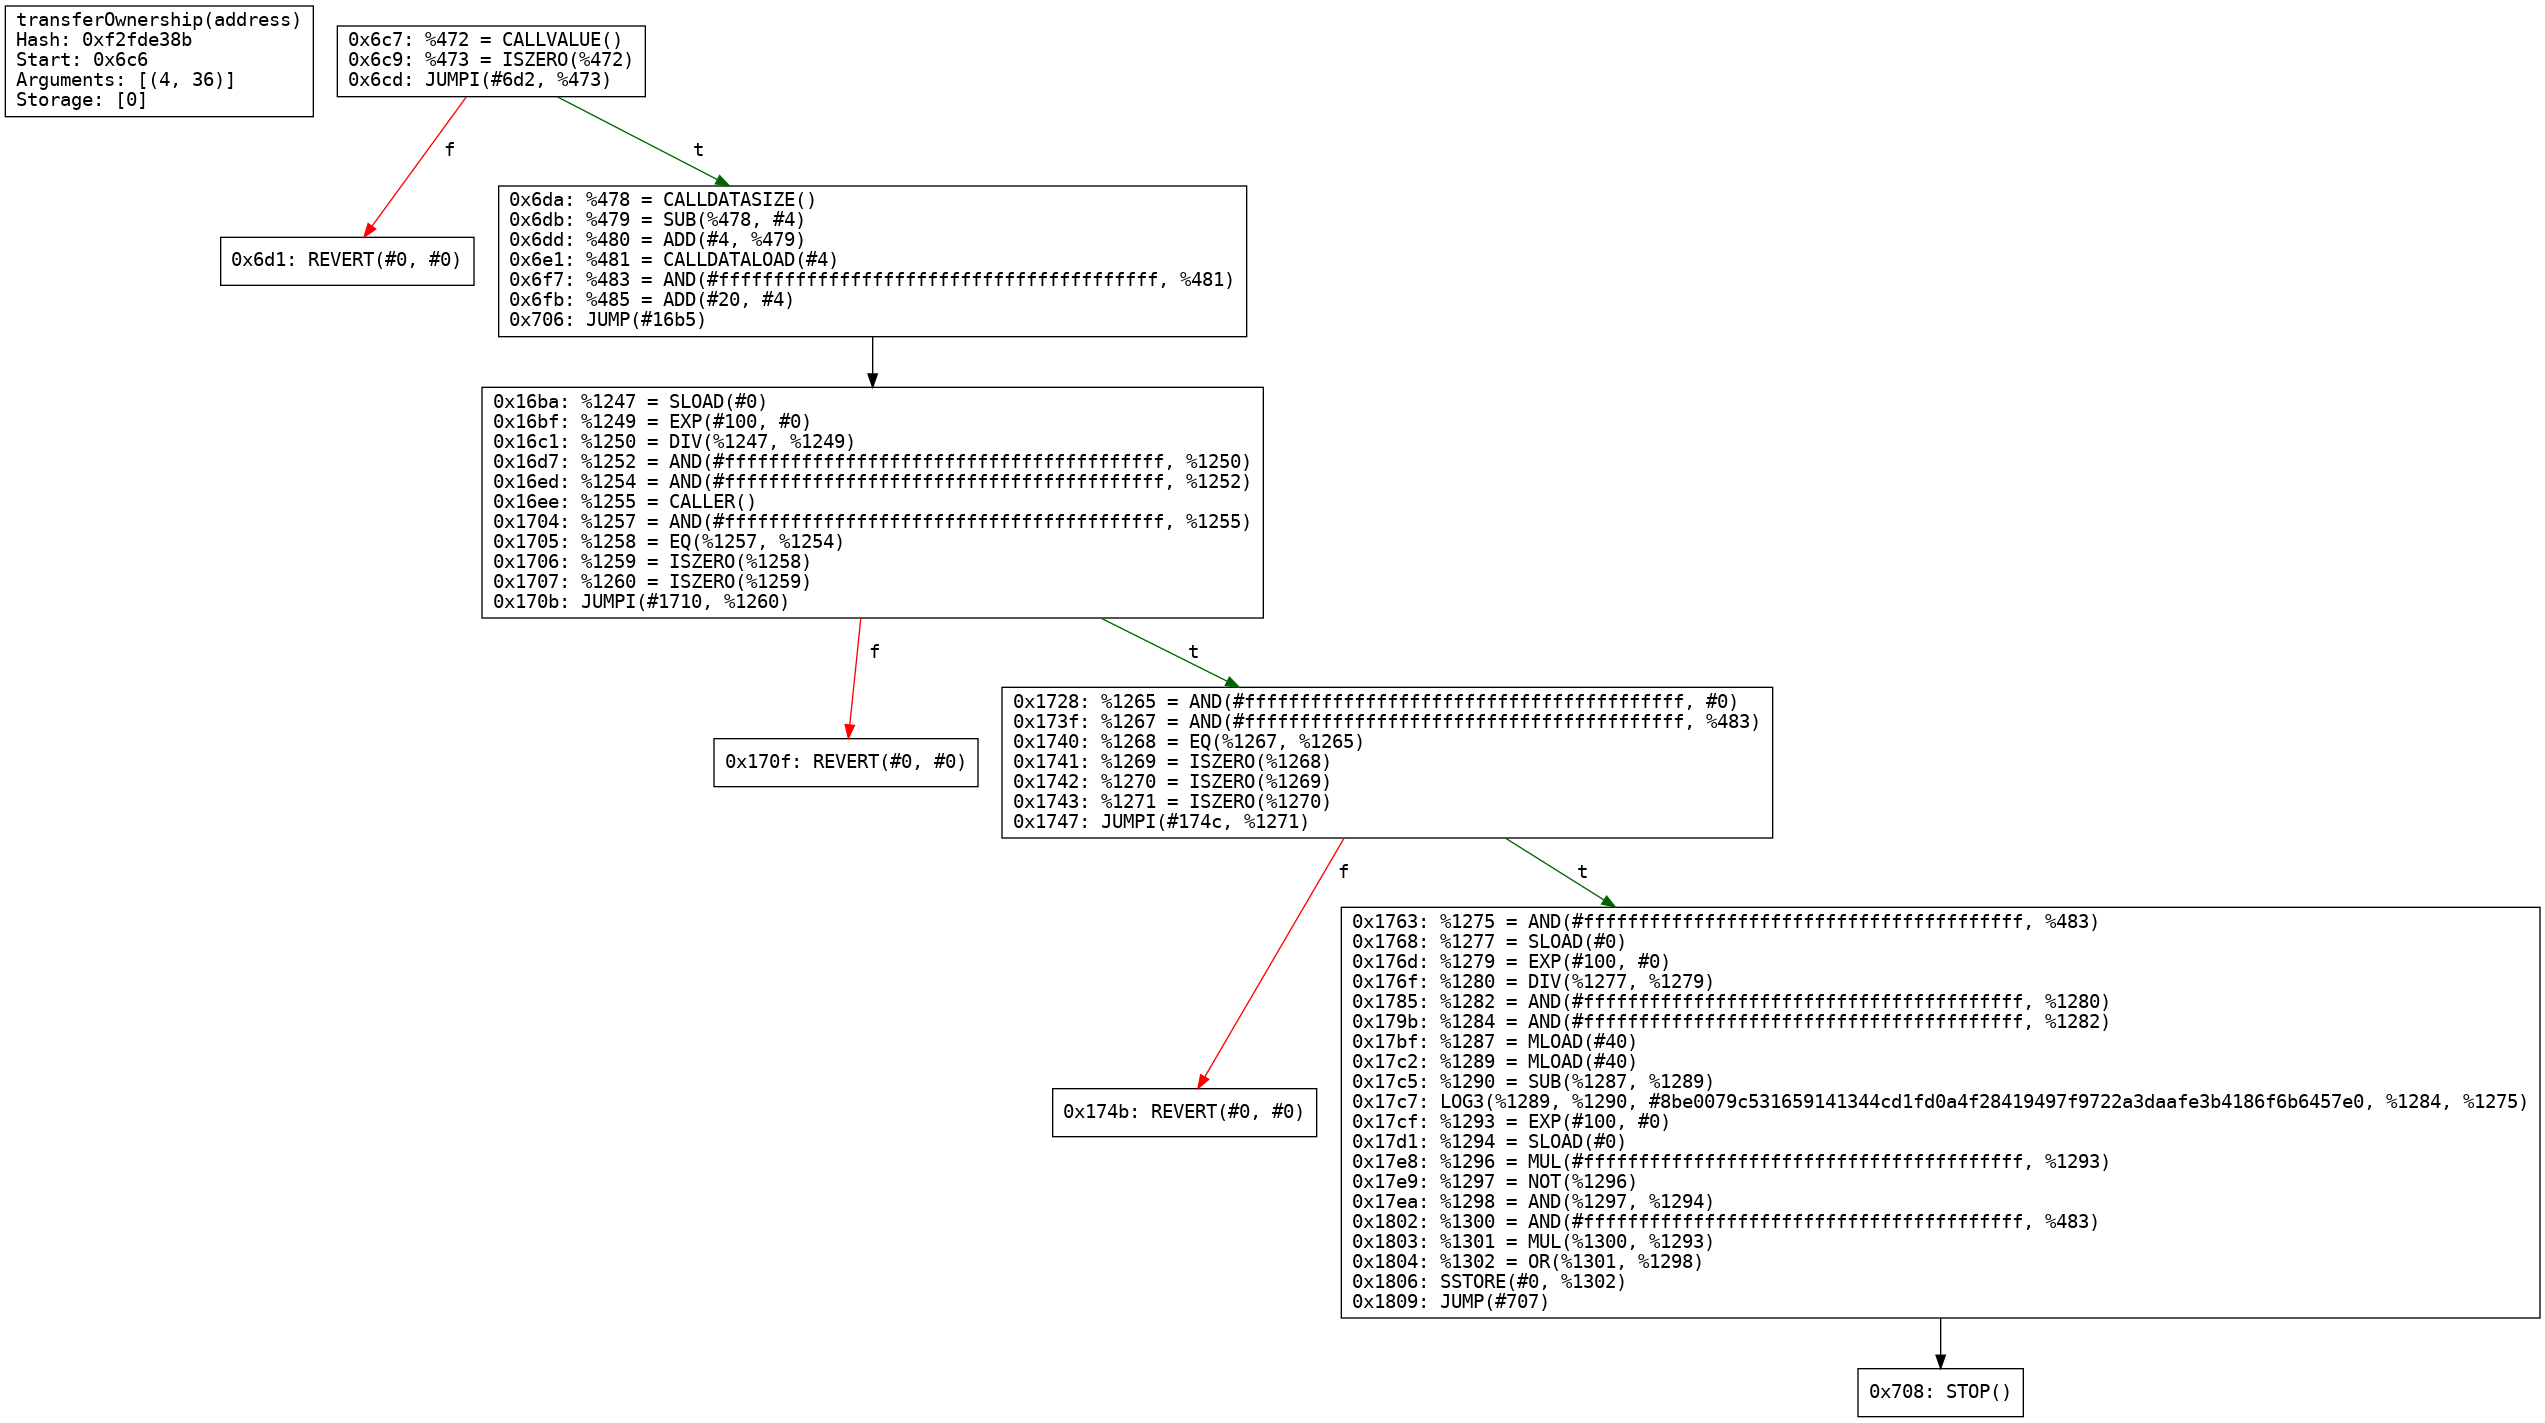 transferOwnership(address)
Hash: 0xf2fde38b
Start: 0x6c6
Arguments: [(4, 36)]
Storage: [0]
0x6c7: %472 = CALLVALUE()
0x6c9: %473 = ISZERO(%472)
0x6cd: JUMPI(#6d2, %473)
f
t
0x6d1: REVERT(#0, #0)
0x6da: %478 = CALLDATASIZE()
0x6db: %479 = SUB(%478, #4)
0x6dd: %480 = ADD(#4, %479)
0x6e1: %481 = CALLDATALOAD(#4)
0x6f7: %483 = AND(#ffffffffffffffffffffffffffffffffffffffff, %481)
0x6fb: %485 = ADD(#20, #4)
0x706: JUMP(#16b5)
0x16ba: %1247 = SLOAD(#0)
0x16bf: %1249 = EXP(#100, #0)
0x16c1: %1250 = DIV(%1247, %1249)
0x16d7: %1252 = AND(#ffffffffffffffffffffffffffffffffffffffff, %1250)
0x16ed: %1254 = AND(#ffffffffffffffffffffffffffffffffffffffff, %1252)
0x16ee: %1255 = CALLER()
0x1704: %1257 = AND(#ffffffffffffffffffffffffffffffffffffffff, %1255)
0x1705: %1258 = EQ(%1257, %1254)
0x1706: %1259 = ISZERO(%1258)
0x1707: %1260 = ISZERO(%1259)
0x170b: JUMPI(#1710, %1260)
f
t
0x170f: REVERT(#0, #0)
0x1728: %1265 = AND(#ffffffffffffffffffffffffffffffffffffffff, #0)
0x173f: %1267 = AND(#ffffffffffffffffffffffffffffffffffffffff, %483)
0x1740: %1268 = EQ(%1267, %1265)
0x1741: %1269 = ISZERO(%1268)
0x1742: %1270 = ISZERO(%1269)
0x1743: %1271 = ISZERO(%1270)
0x1747: JUMPI(#174c, %1271)
f
t
0x174b: REVERT(#0, #0)
0x1763: %1275 = AND(#ffffffffffffffffffffffffffffffffffffffff, %483)
0x1768: %1277 = SLOAD(#0)
0x176d: %1279 = EXP(#100, #0)
0x176f: %1280 = DIV(%1277, %1279)
0x1785: %1282 = AND(#ffffffffffffffffffffffffffffffffffffffff, %1280)
0x179b: %1284 = AND(#ffffffffffffffffffffffffffffffffffffffff, %1282)
0x17bf: %1287 = MLOAD(#40)
0x17c2: %1289 = MLOAD(#40)
0x17c5: %1290 = SUB(%1287, %1289)
0x17c7: LOG3(%1289, %1290, #8be0079c531659141344cd1fd0a4f28419497f9722a3daafe3b4186f6b6457e0, %1284, %1275)
0x17cf: %1293 = EXP(#100, #0)
0x17d1: %1294 = SLOAD(#0)
0x17e8: %1296 = MUL(#ffffffffffffffffffffffffffffffffffffffff, %1293)
0x17e9: %1297 = NOT(%1296)
0x17ea: %1298 = AND(%1297, %1294)
0x1802: %1300 = AND(#ffffffffffffffffffffffffffffffffffffffff, %483)
0x1803: %1301 = MUL(%1300, %1293)
0x1804: %1302 = OR(%1301, %1298)
0x1806: SSTORE(#0, %1302)
0x1809: JUMP(#707)
0x708: STOP()